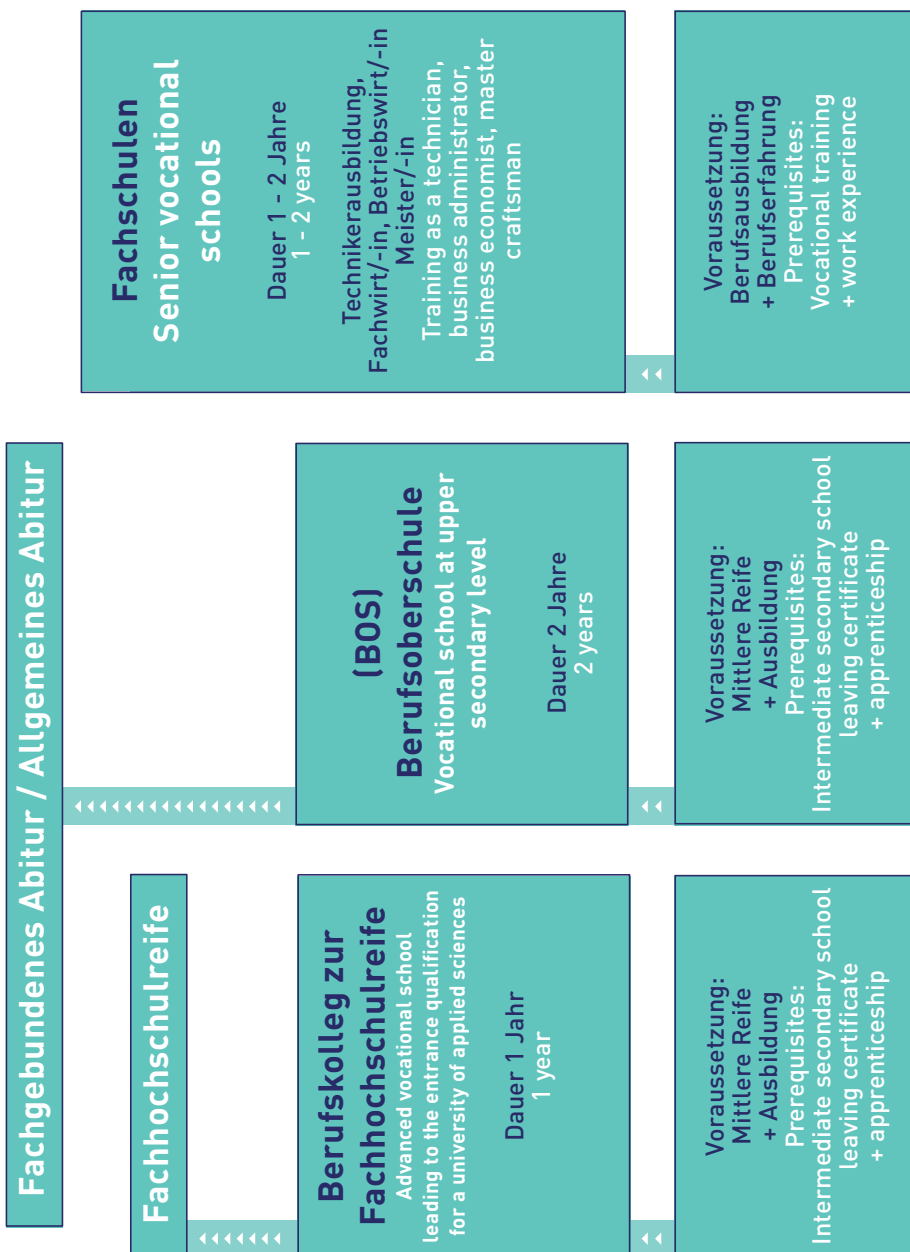 Fachgebundenes Abitur / Allgemeines Abitur
Fachhochschulreife
Berufskolleg zur
Fachhochschulreife
Advanced vocational school
leading to the entrance qualification
for a university of applied sciences
Dauer 1 Jahr
1 year
Voraussetzung:
Mittlere Reife
+ Ausbildung
Prerequisites:
Intermediate secondary school
leaving certificate
+ apprenticeship
(BOS)
Berufsoberschule
Vocational school at upper
secondary level
Dauer 2 Jahre
2 years
Voraussetzung:
Mittlere Reife
+ Ausbildung
Prerequisites:
Intermediate secondary school
leaving certificate
+ apprenticeship
Fachschulen
Senior vocational
schools
Dauer 1 - 2 Jahre
1 - 2 years
Technikerausbildung,
Fachwirt/-in, Betriebswirt/-in
Meister/-in
Training as a technician,
business administrator,
business economist, master
craftsman
Voraussetzung:
Berufsausbildung
+ Berufserfahrung
Prerequisites:
Vocational training
+ work experience